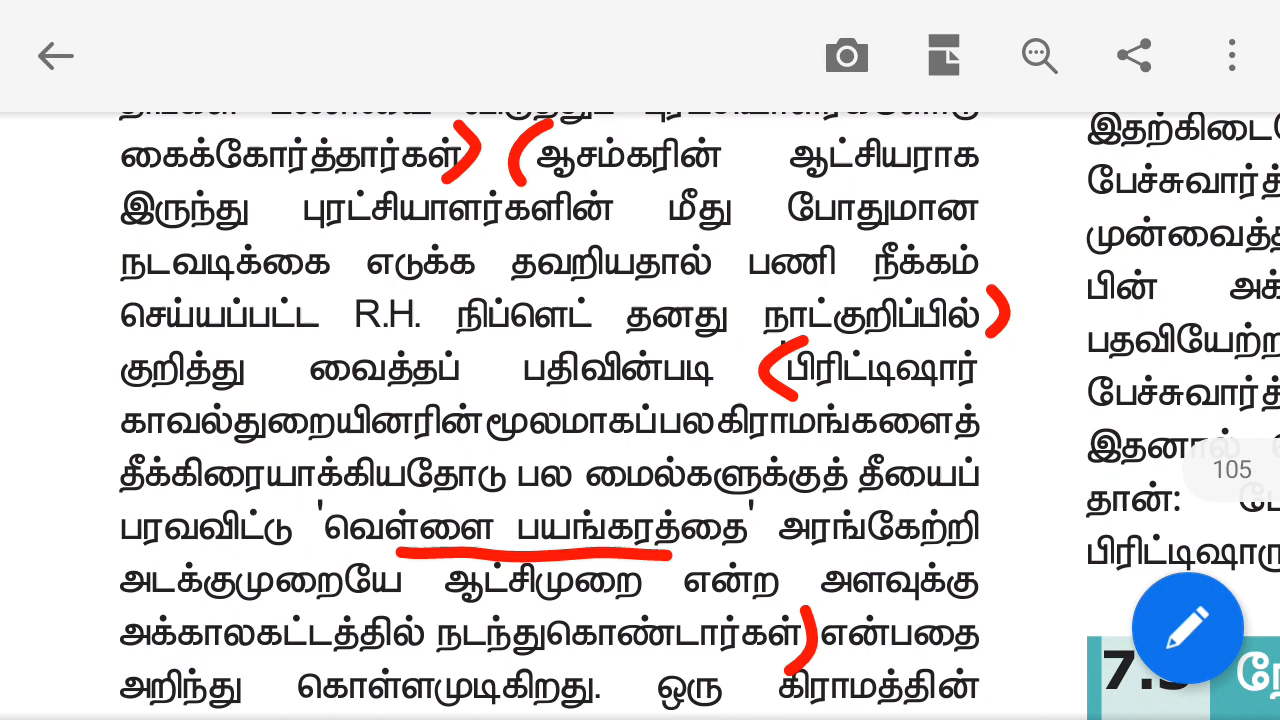 கைக்கோர்த்தார்கள் ஆசம்கரின் ஆட்சியராக
இருந்து புரட்சியாளர்களின் மீது போதுமான
நடவடிக்கை எடுக்க தவறியதால் பணி நீக்கம்
செய்யப்பட்ட R.H. நிப்ளெட் தனது நாட்குறிப்பில்
குறித்து வைத்தப் பதிவின்படி 'பிரிட்டிஷார்
காவல்துறையினரின் மூலமாகப் பல கிராமங்களைத்
தீக்கிரையாக்கியதோடு பல மைல்களுக்குத் தீயைப்
பரவவிட்டு 'வெள்ளை பயங்கரத்தை' அரங்கேற்றி
அடக்குமுறையே ஆட்சிமுறை என்ற அளவுக்கு
அக்காலகட்டத்தில் நடந்துகொண்டார்கள் என்பதை
அறிந்து கொள்ளமுடிகிறது. ஒரு கிராமத்தின்
முன்வைத்த
பின்
பதவியேற்ற
இதனால்
தான்:
105